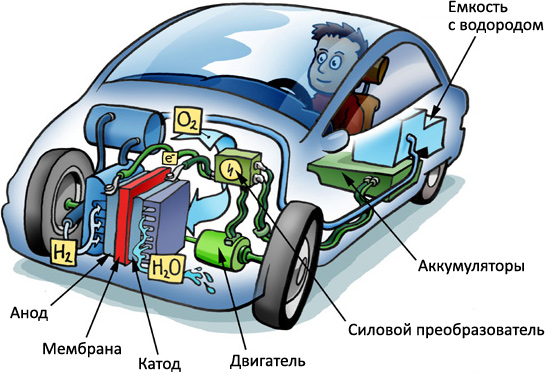 Емкость
с водородом
O₂
e⁻
H₂
H₂O
Аккумуляторы
Анод
Силовой преобразователь
Мембрана
Катод
Двигатель